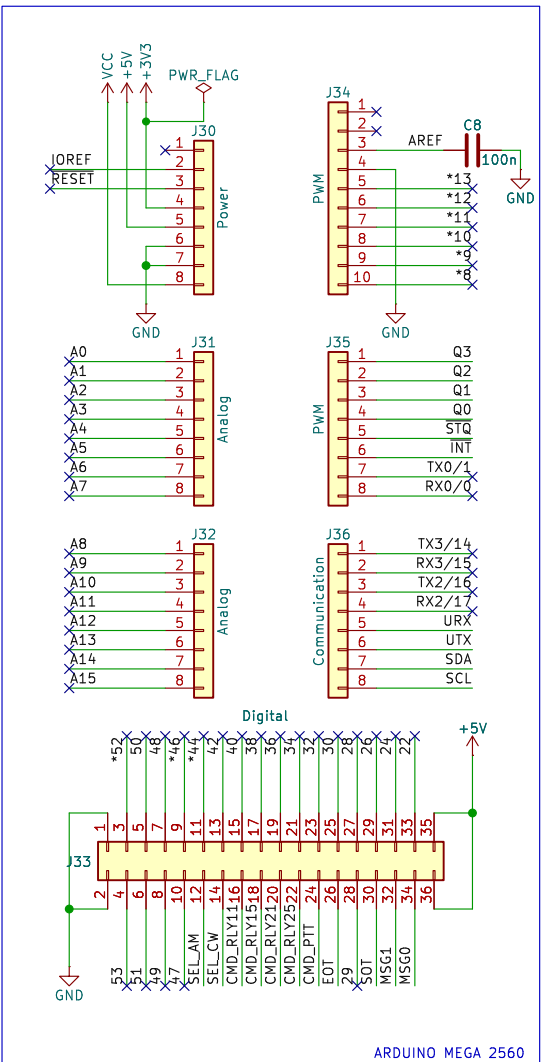 VCC
+5V
+3V3
PWR_FLAG
J30
1
IOREF 2
RESET 3
4
5
6
7
8
Power
GND
J34
1
2
AREF 3
C8
100n
GND
4
*13 5
*12 6
*11 7
*10 8
*9 9
*8 10
PWM
GND
J31
A0 1
A1 2
A2 3
A3 4
A4 5
A5 6
A6 7
A7 8
Analog
J35
1 Q3
2 Q2
3 Q1
4 Q0
5 STQ
6 INT
7 TX0/1
8 RX0/0
PWM
J32
A8 1
A9 2
A10 3
A11 4
A12 5
A13 6
A14 7
A15 8
Analog
J36
1 TX3/14
2 RX3/15
3 TX2/16
4 RX2/17
5 URX
6 UTX
7 SDA
8 SCL
Communication
Digital
+5V
*52 50 48 *46 *44 42 40 38 36 34 32 30 28 26 24 22
1 3 5 7 9 11 13 15 17 19 21 23 25 27 29 31 33 35
J33
2 4 6 8 10 12 14 16 18 20 22 24 26 28 30 32 34 36
53 51 49 47 SEL_AM SEL_CW CMD_RLY11 CMD_RLY15 CMD_RLY21 CMD_RLY25 CMD_PTT EOT 29 SOT MSG1 MSG0
GND
ARDUINO MEGA 2560